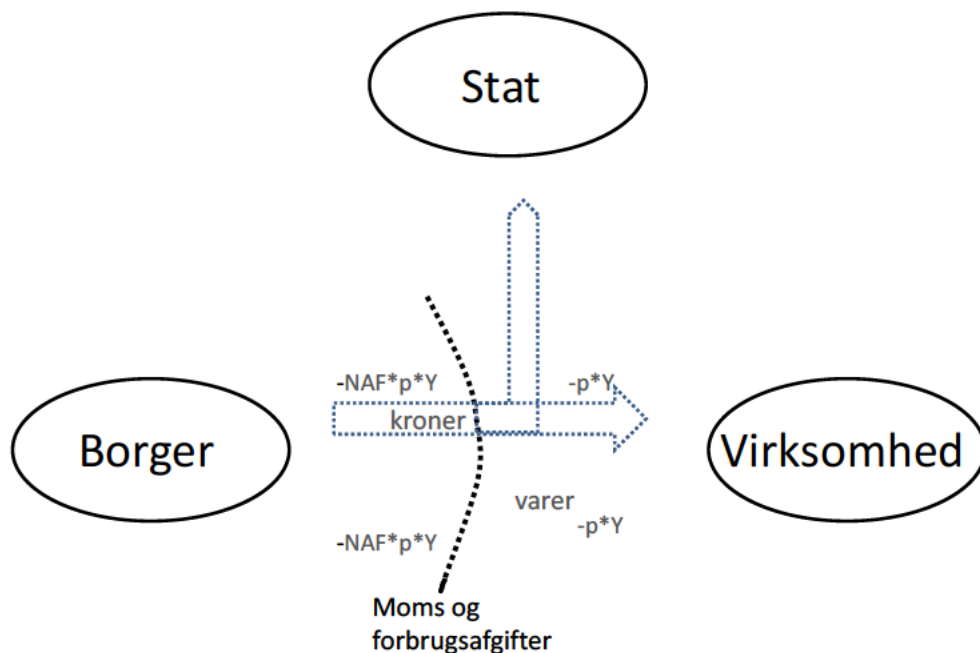 Stat
-NAF*p*Y
-p*Y
kroner
Borger
Virksomhed
varer
-p*Y
-NAF*p*Y
Moms og
forbrugsafgifter